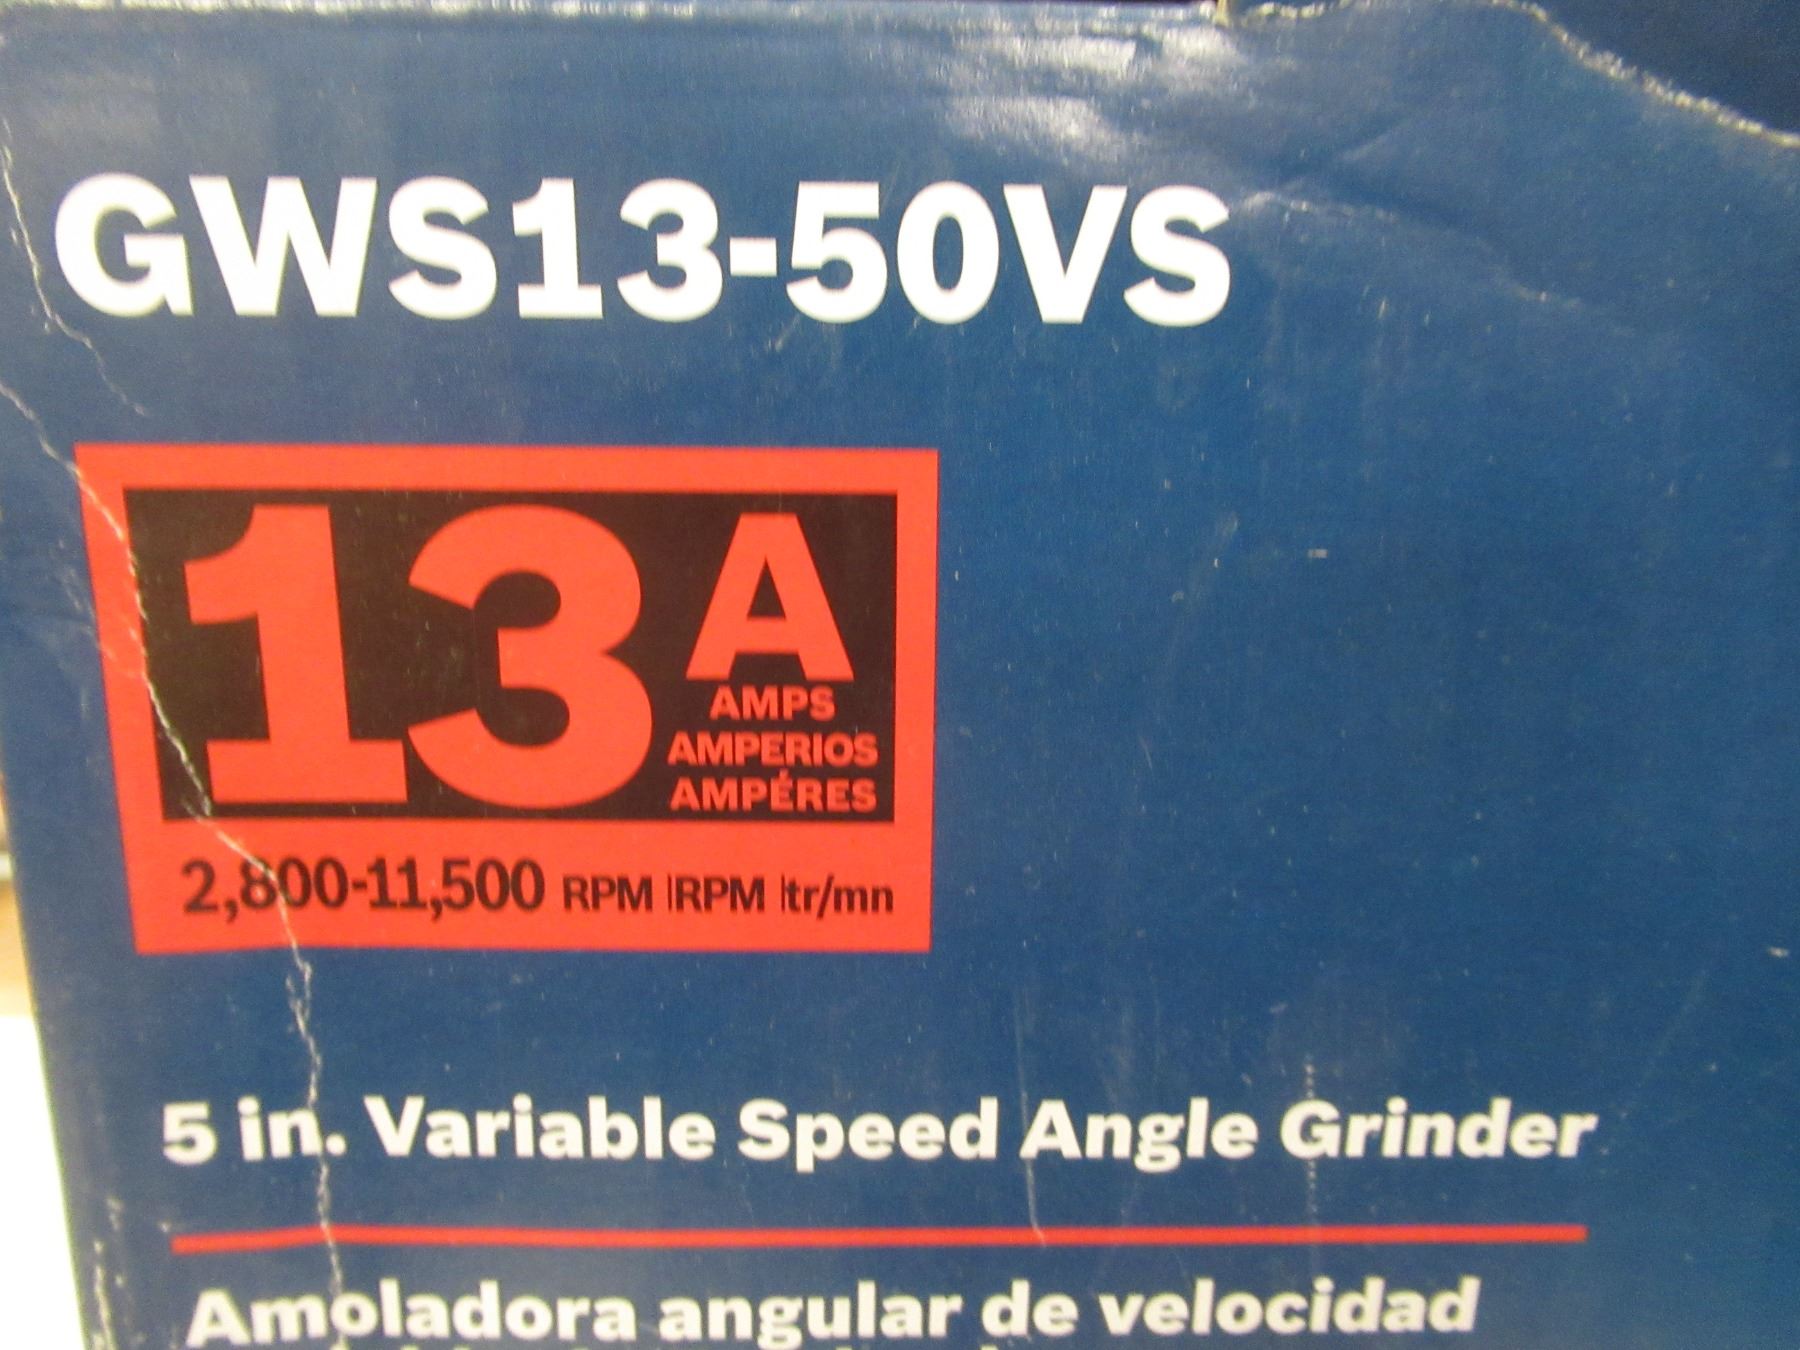 GWS13-50VS
13 A
AMPS
AMPERIOS
AMPÉRES
2,800-11,500 RPM |RPM |tr/mn
5 in. Variable Speed Angle Grinder
Amoladora angular de velocidad